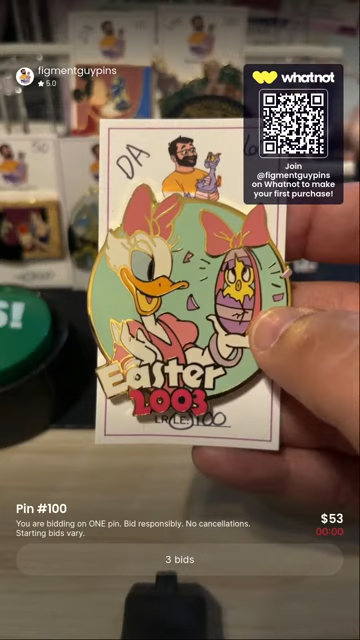 figmentguypins
★ 5.0
whatnot
Join
@figmentguypins
on Whatnot to make
your first purchase!
DA
S!
Easter
2003
LR/LE: 100
Pin #100
$53
You are bidding on ONE pin. Bid responsibly. No cancellations.
Starting bids vary.
00:00
3 bids